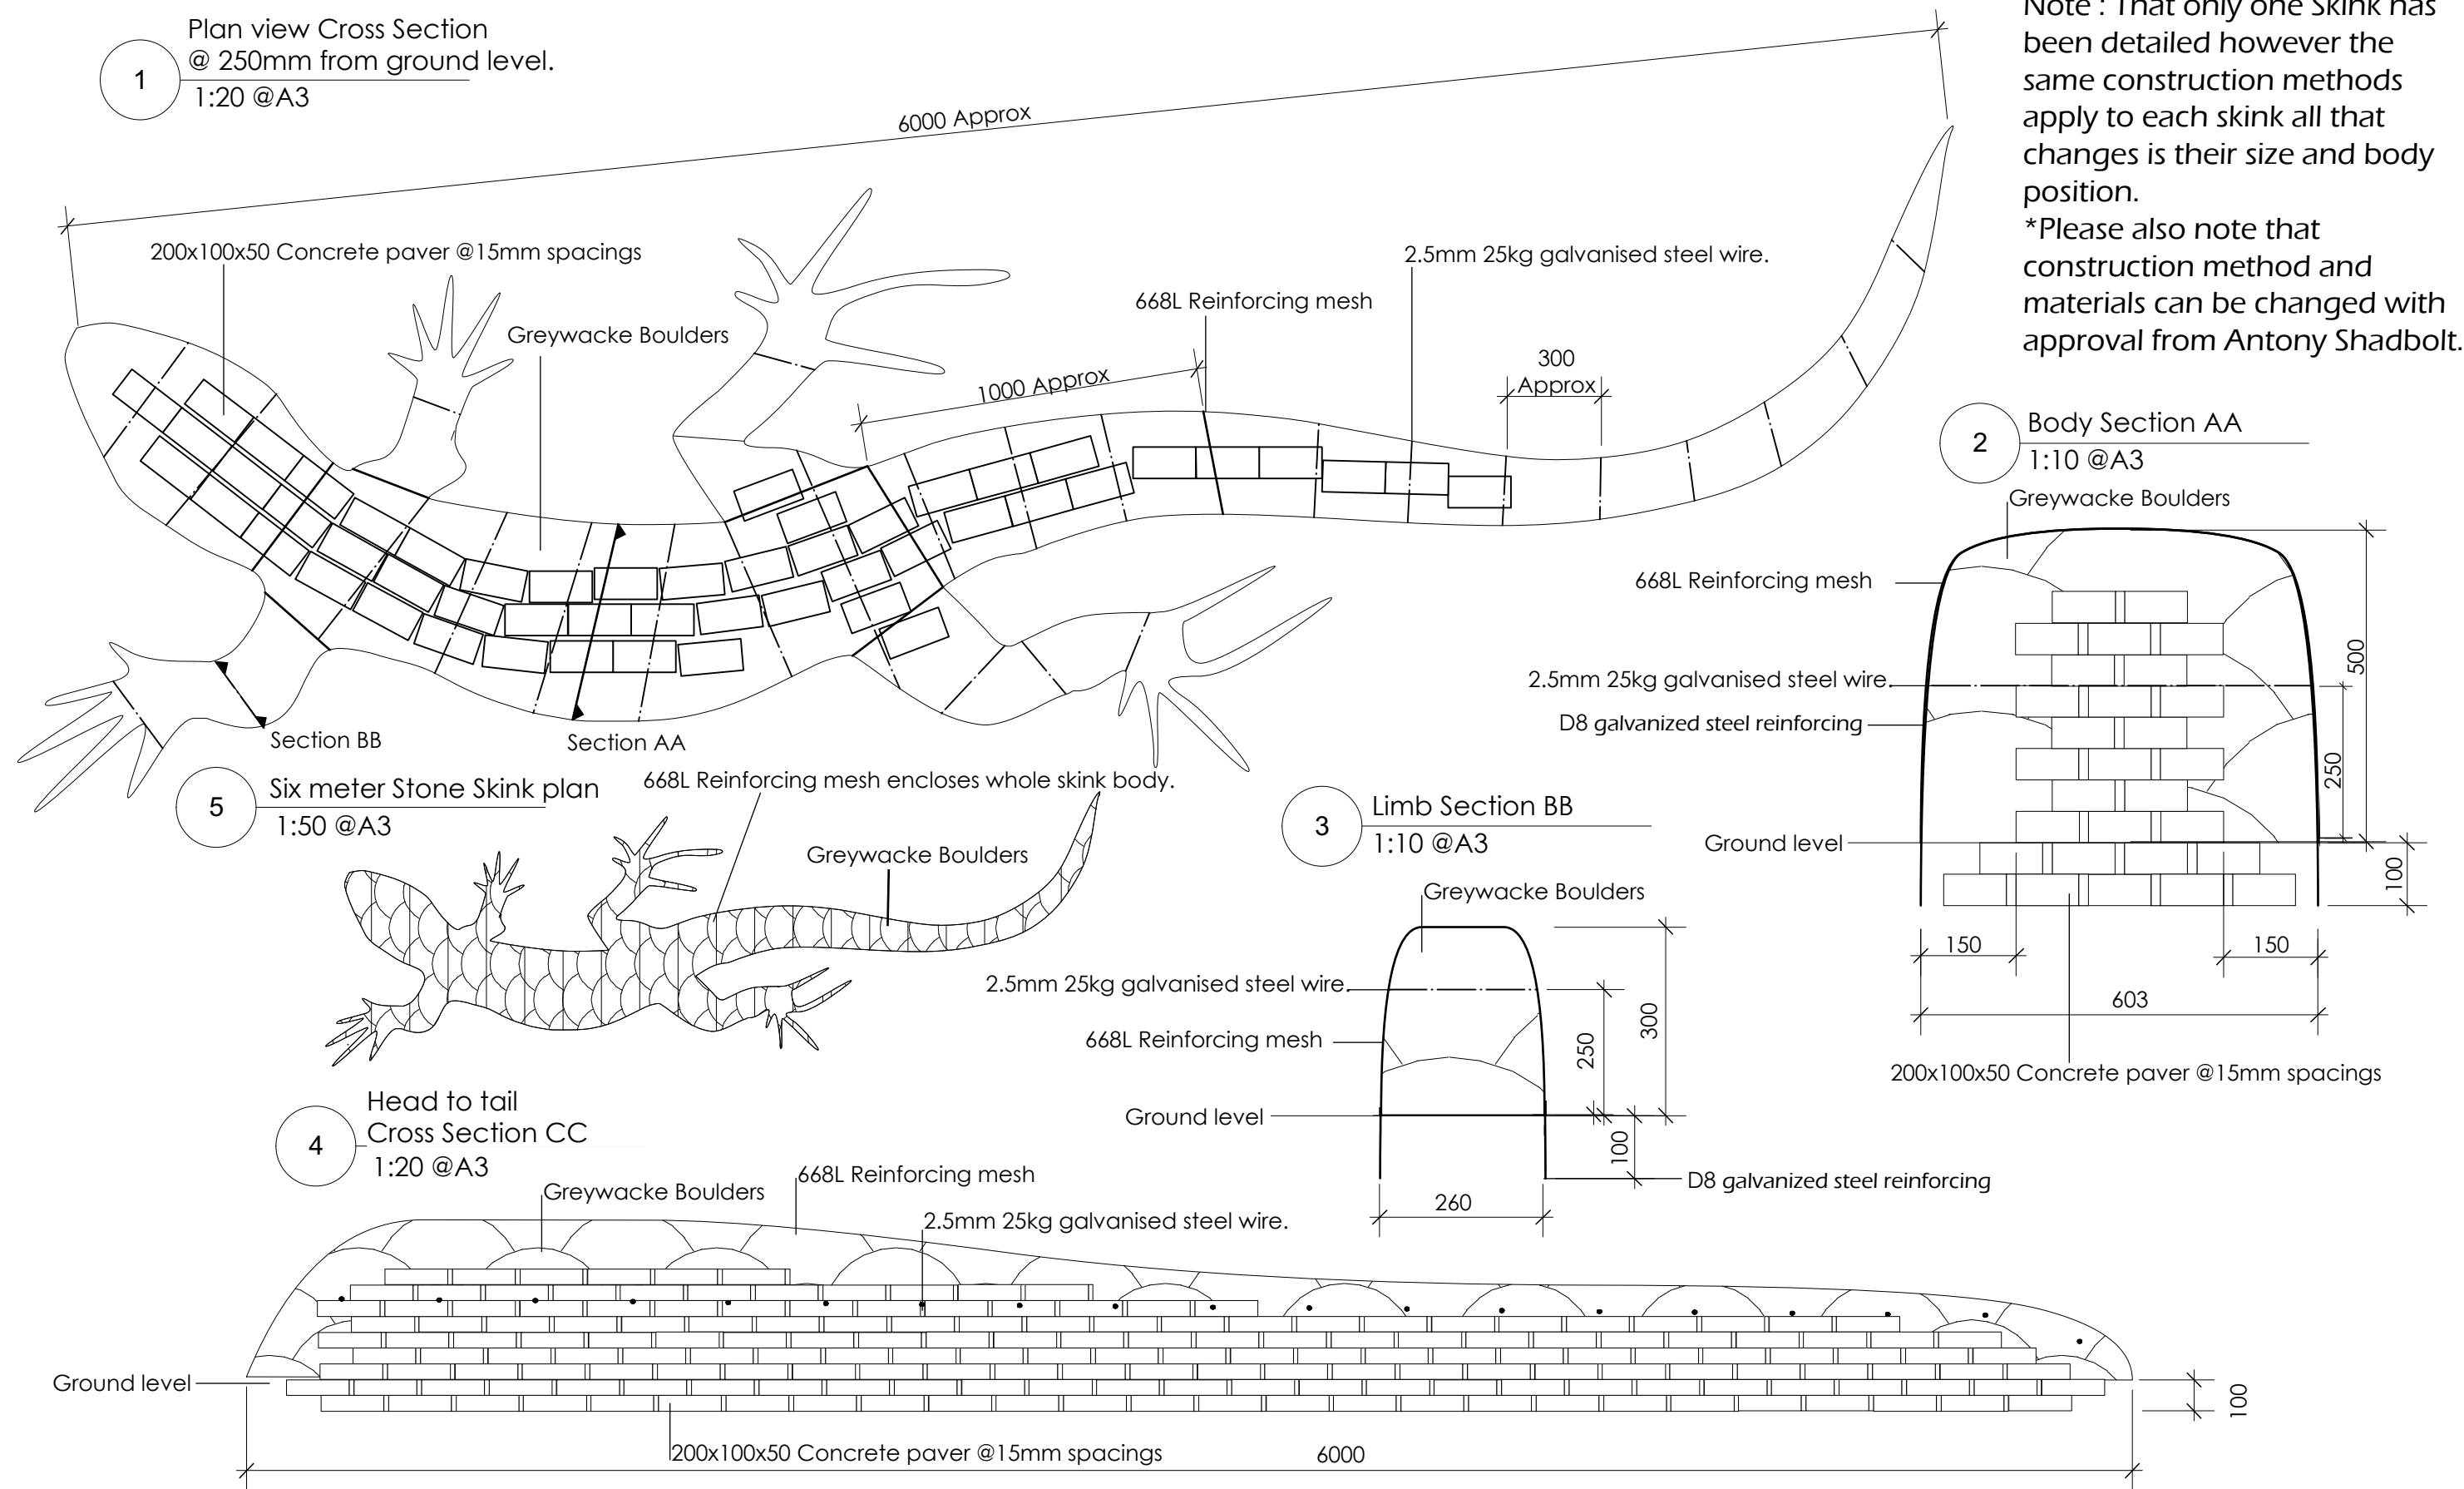 1
Plan view Cross Section
@ 250mm from ground level.
1:20 @A3
6000 Approx
Note : That only one Skink has
been detailed however the
same construction methods
apply to each skink all that
changes is their size and body
position.
*Please also note that
construction method and
materials can be changed with
approval from Antony Shadbolt.
200x100x50 Concrete paver @15mm spacings
Greywacke Boulders
668L Reinforcing mesh
2.5mm 25kg galvanised steel wire.
1000 Approx
300
Approx
Section BB
Section AA
2
Body Section AA
1:10 @A3
Greywacke Boulders
668L Reinforcing mesh
2.5mm 25kg galvanised steel wire.
D8 galvanized steel reinforcing
Ground level
500
250
100
150
150
603
200x100x50 Concrete paver @15mm spacings
5
Six meter Stone Skink plan
1:50 @A3
668L Reinforcing mesh encloses whole skink body.
Greywacke Boulders
3
Limb Section BB
1:10 @A3
Greywacke Boulders
2.5mm 25kg galvanised steel wire.
668L Reinforcing mesh
Ground level
250
300
100
D8 galvanized steel reinforcing
260
4
Head to tail
Cross Section CC
1:20 @A3
Greywacke Boulders
668L Reinforcing mesh
2.5mm 25kg galvanised steel wire.
Ground level
100
200x100x50 Concrete paver @15mm spacings
6000